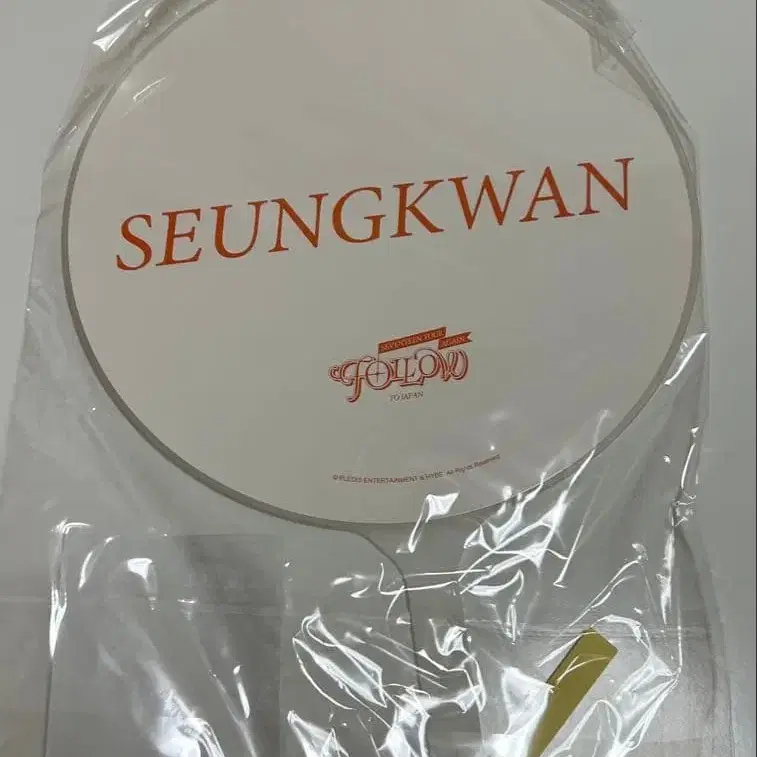 SEUNGKWAN
SEVENTEEN TOUR
AGAIN
FOLLOW
TO JAPAN
© PLEDIS ENTERTAINMENT & HYBE. All Rights Reserved.